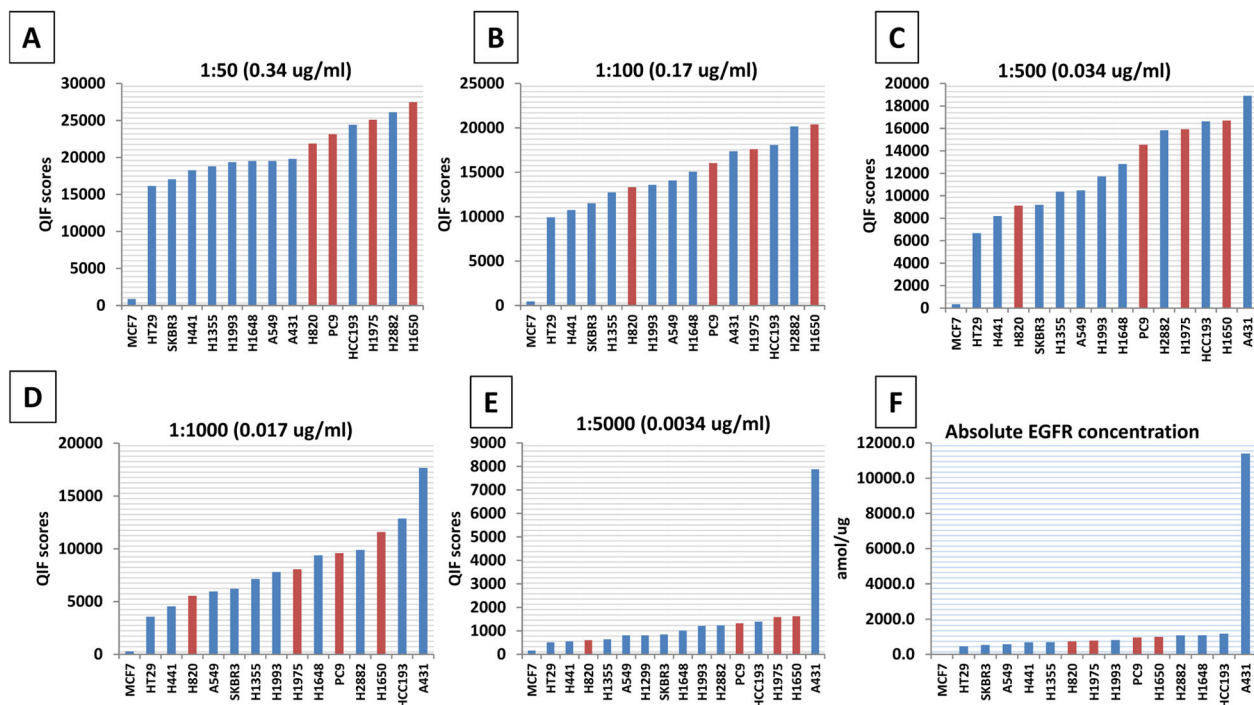 A
1:50 (0.34 ug/ml)
30000
25000
20000
15000
10000
5000
0
QIF scores
MCF7
HT29
SKBR3
H441
H1355
H1993
H1648
A549
A431
H820
PC9
HCC193
H1975
H2882
H1650
B
1:100 (0.17 ug/ml)
25000
20000
15000
10000
5000
0
QIF scores
MCF7
HT29
H441
SKBR3
H1355
H820
H1993
A549
H1648
PC9
A431
H1975
HCC193
H2882
H1650
C
1:500 (0.034 ug/ml)
20000
18000
16000
14000
12000
10000
8000
6000
4000
2000
0
QIF scores
MCF7
HT29
H441
H820
SKBR3
H1355
A549
H1993
H1648
PC9
H2882
H1975
HCC193
H1650
A431
D
1:1000 (0.017 ug/ml)
20000
15000
10000
5000
0
QIF scores
MCF7
HT29
H441
H820
A549
SKBR3
H1355
H1993
H1975
H1648
PC9
H2882
H1650
HCC193
A431
E
1:5000 (0.0034 ug/ml)
9000
8000
7000
6000
5000
4000
3000
2000
1000
0
QIF scores
MCF7
HT29
H441
H820
H1355
A549
H1299
SKBR3
H1648
H1993
H2882
PC9
HCC193
H1975
H1650
A431
F
Absolute EGFR concentration
12000.0
10000.0
8000.0
6000.0
4000.0
2000.0
0.0
amol/ug
MCF7
HT29
SKBR3
A549
H441
H1355
H820
H1975
H1993
PC9
H1650
H2882
H1648
HCC193
A431